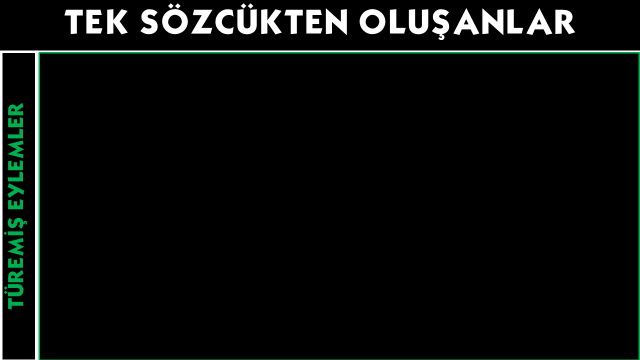 TEK SÖZCÜKTEN OLUŞANLAR
TÜREMİŞ EYLEMLER